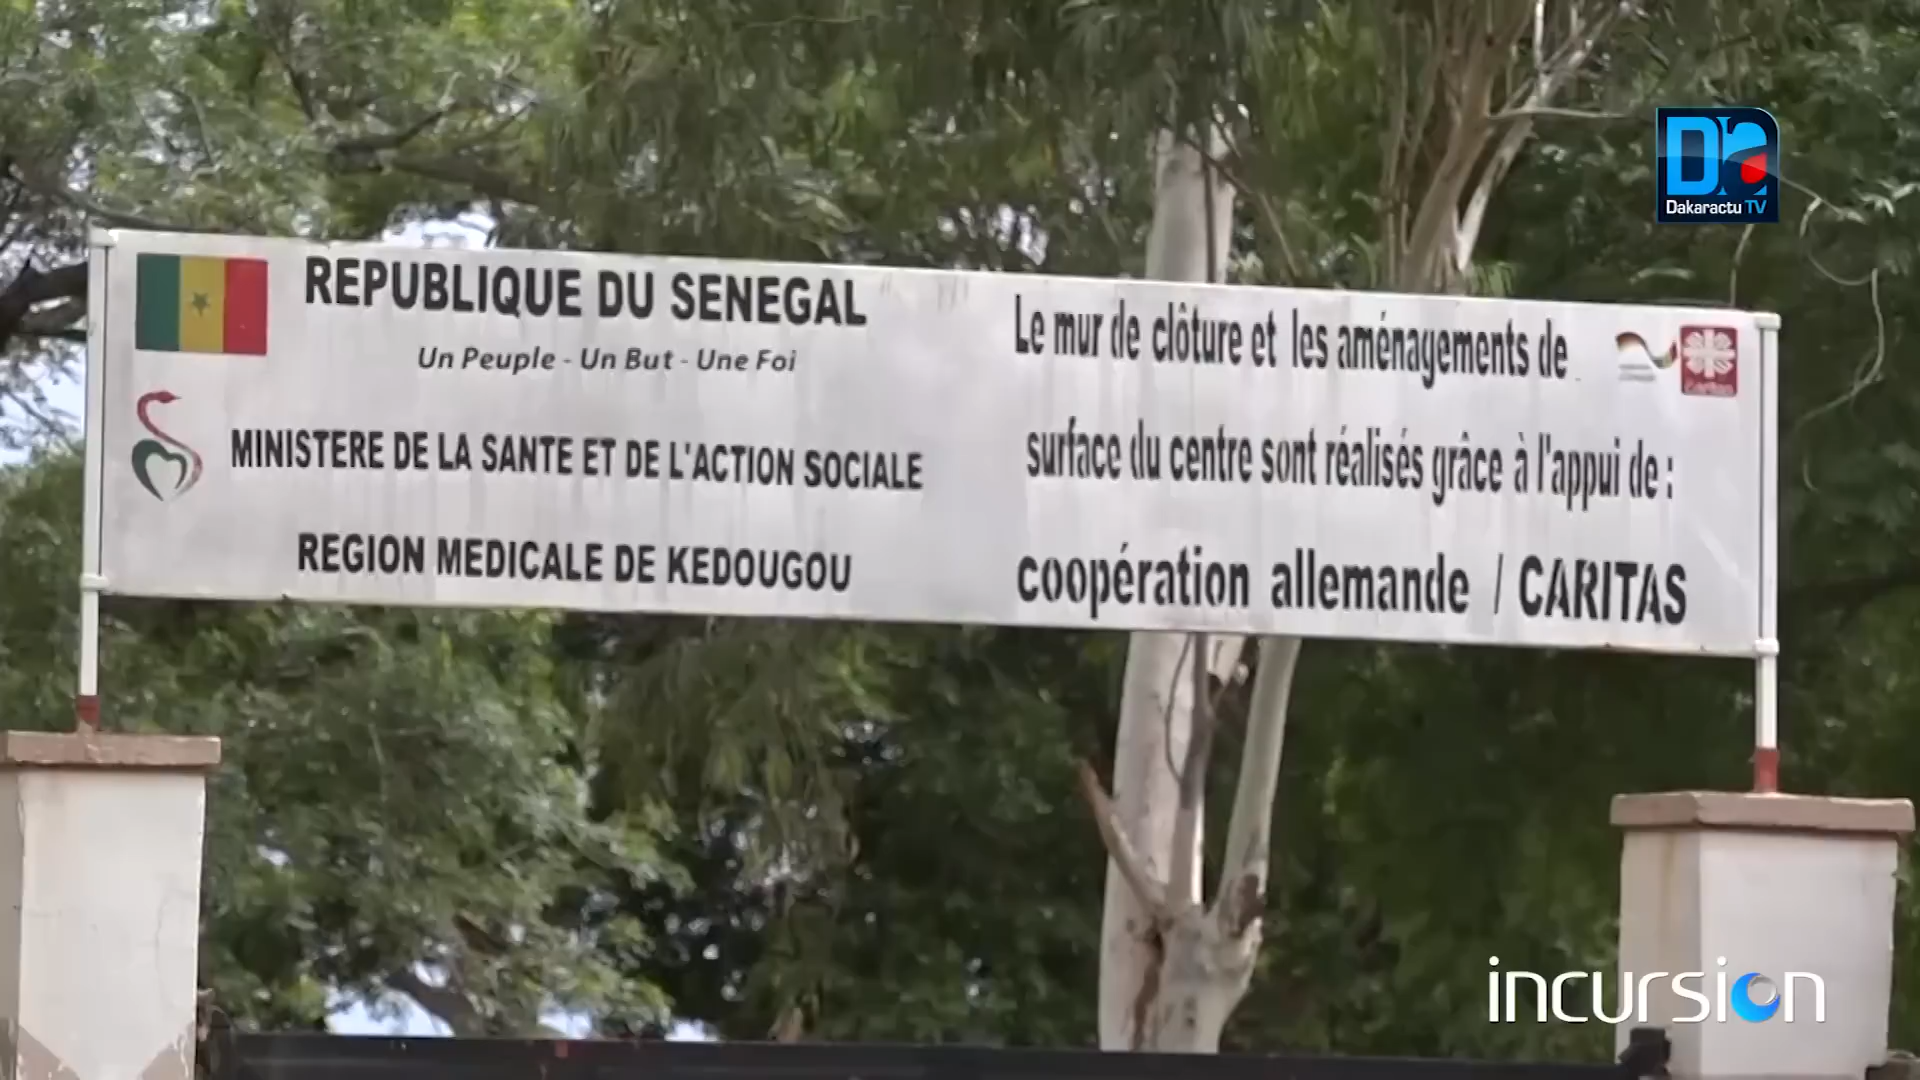 REPUBLIQUE DU SENEGAL
Un Peuple - Un But - Une Foi
MINISTERE DE LA SANTE ET DE L'ACTION SOCIALE
REGION MEDICALE DE KEDOUGOU
Le mur de clôture et les aménagements de
surface du centre sont réalisés grâce à l'appui de :
coopération allemande / CARITAS
Caritas
Dakaractu TV
incursion